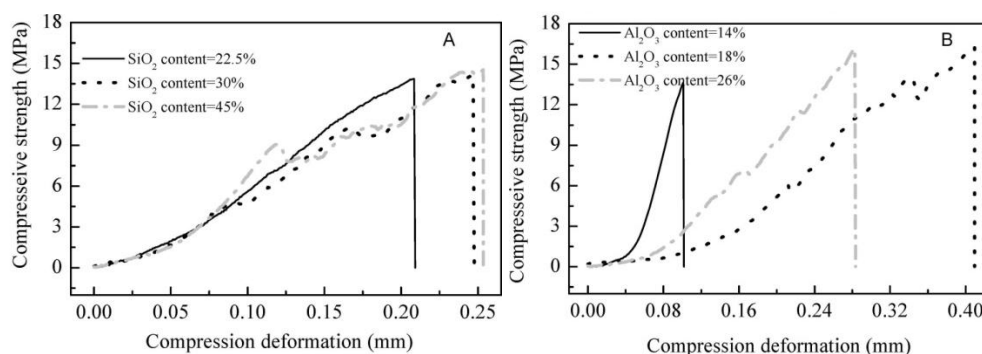 A
SiO₂ content=22.5%
SiO₂ content=30%
SiO₂ content=45%
Compresseive strength (MPa)
18
15
12
9
6
3
0
0.00 0.05 0.10 0.15 0.20 0.25
Compression deformation (mm)
B
Al₂O₃ content=14%
Al₂O₃ content=18%
Al₂O₃ content=26%
Compresseive strength (MPa)
18
15
12
9
6
3
0
0.00 0.08 0.16 0.24 0.32 0.40
Compression deformation (mm)